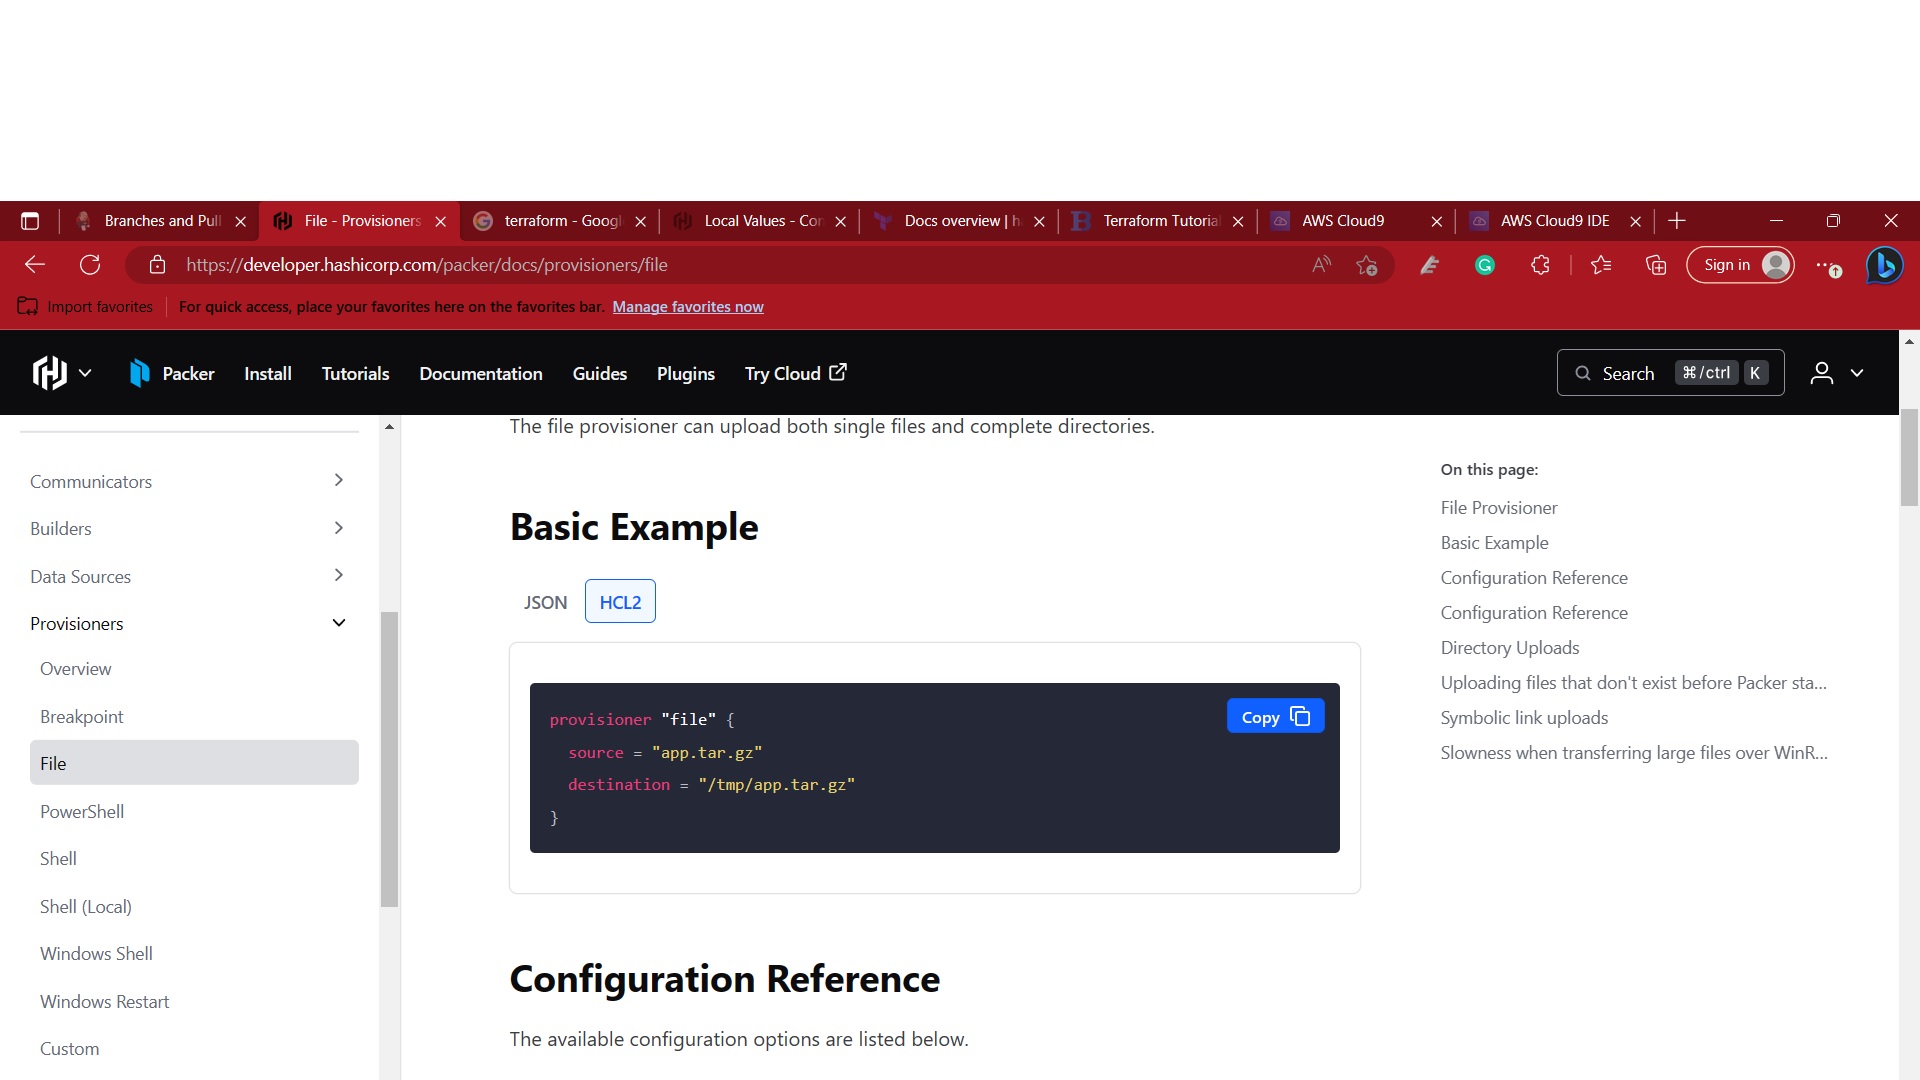 Branches and Pull
File - Provisioners
terraform - Googl
Local Values - Con
Docs overview | h
Terraform Tutorial
AWS Cloud9
AWS Cloud9 IDE
https://developer.hashicorp.com/packer/docs/provisioners/file
Sign in
Import favorites
For quick access, place your favorites here on the favorites bar. Manage favorites now
Packer
Install
Tutorials
Documentation
Guides
Plugins
Try Cloud
Search ⌘/ctrl K
Communicators
Builders
Data Sources
Provisioners
Overview
Breakpoint
File
PowerShell
Shell
Shell (Local)
Windows Shell
Windows Restart
Custom
The file provisioner can upload both single files and complete directories.
Basic Example
JSON HCL2
Copy
provisioner "file" {
source = "app.tar.gz"
destination = "/tmp/app.tar.gz"
}
Configuration Reference
The available configuration options are listed below.
On this page:
File Provisioner
Basic Example
Configuration Reference
Configuration Reference
Directory Uploads
Uploading files that don't exist before Packer sta...
Symbolic link uploads
Slowness when transferring large files over WinR...